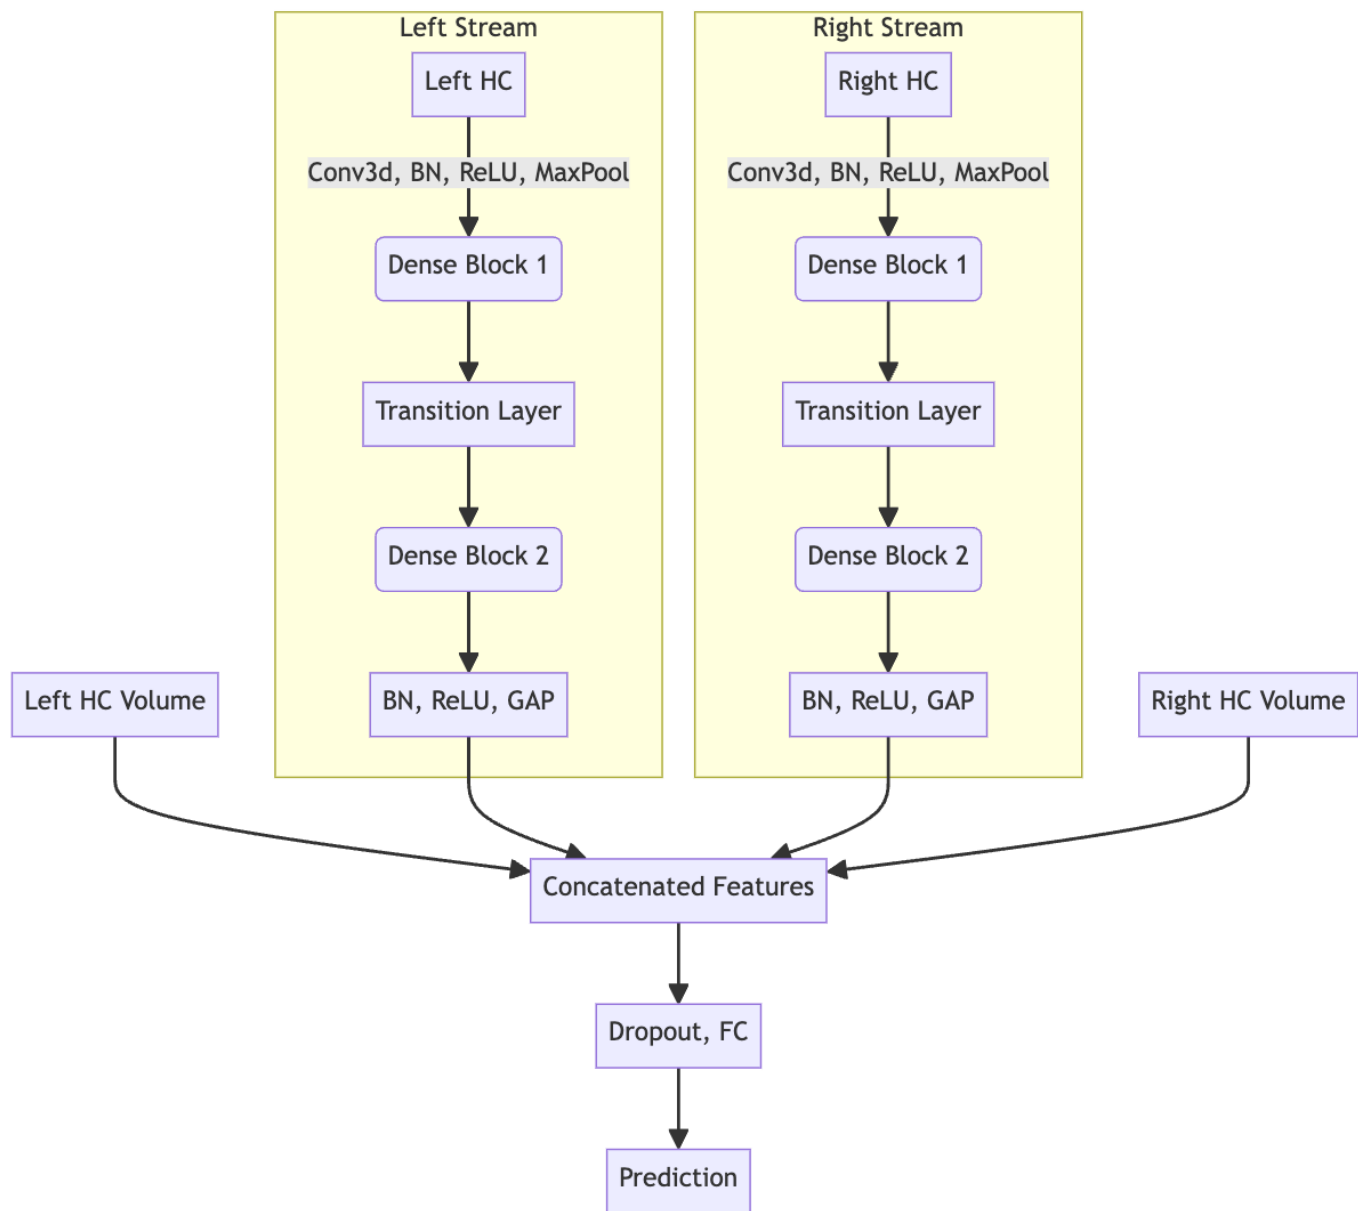 Left Stream
Right Stream
Left HC
Right HC
Conv3d, BN, ReLU, MaxPool
Conv3d, BN, ReLU, MaxPool
Dense Block 1
Dense Block 1
Transition Layer
Transition Layer
Dense Block 2
Dense Block 2
Left HC Volume
BN, ReLU, GAP
BN, ReLU, GAP
Right HC Volume
Concatenated Features
Dropout, FC
Prediction